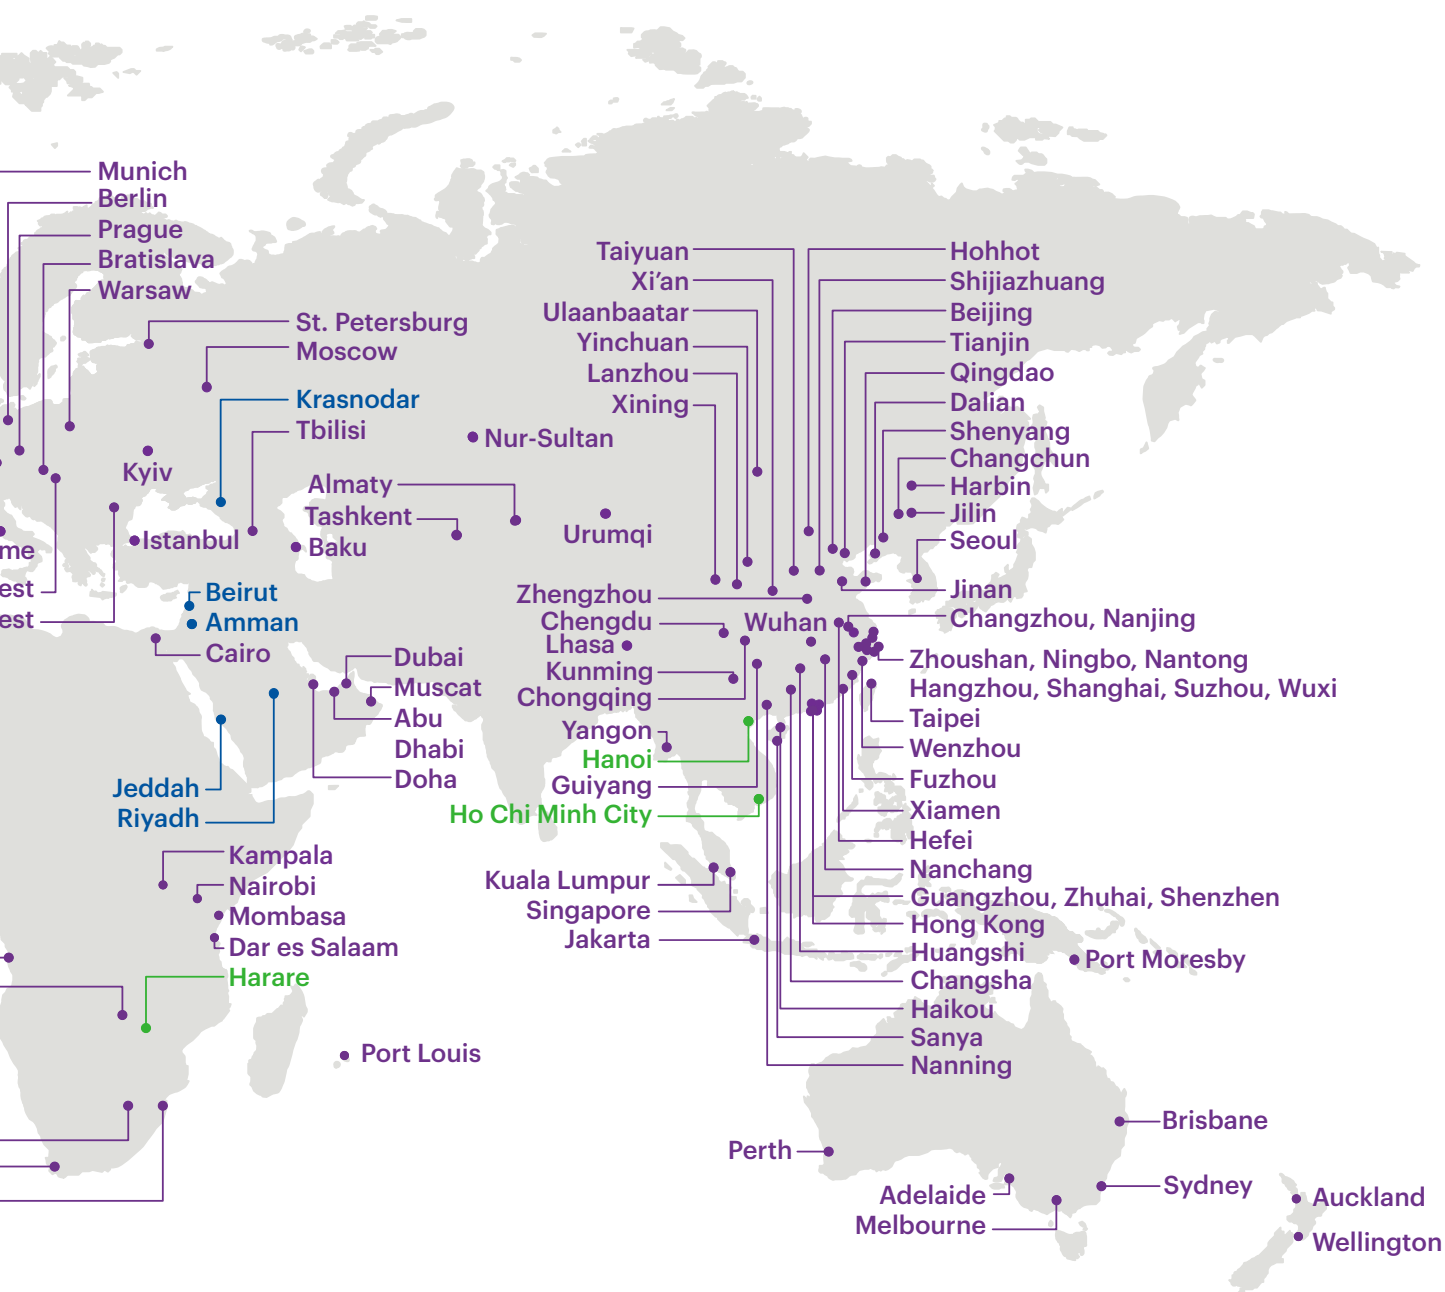 Munich
Berlin
Prague
Bratislava
Warsaw
St. Petersburg
Moscow
Krasnodar
Tbilisi
Nur-Sultan
Kyiv
Almaty
Tashkent
Urumqi
Istanbul
Baku
me
est
est
Beirut
Amman
Cairo
Dubai
Muscat
Abu
Dhabi
Doha
Jeddah
Riyadh
Kampala
Nairobi
Mombasa
Dar es Salaam
Harare
Port Louis
Taiyuan
Xi’an
Ulaanbaatar
Yinchuan
Lanzhou
Xining
Hohhot
Shijiazhuang
Beijing
Tianjin
Qingdao
Dalian
Shenyang
Changchun
Harbin
Jilin
Seoul
Jinan
Zhengzhou
Chengdu
Wuhan
Lhasa
Kunming
Chongqing
Yangon
Hanoi
Guiyang
Ho Chi Minh City
Kuala Lumpur
Singapore
Jakarta
Changzhou, Nanjing
Zhoushan, Ningbo, Nantong
Hangzhou, Shanghai, Suzhou, Wuxi
Taipei
Wenzhou
Fuzhou
Xiamen
Hefei
Nanchang
Guangzhou, Zhuhai, Shenzhen
Hong Kong
Huangshi
Changsha
Haikou
Sanya
Nanning
Port Moresby
Brisbane
Perth
Adelaide
Melbourne
Sydney
Auckland
Wellington